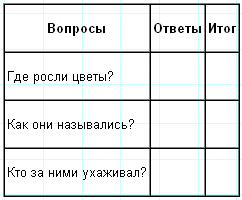 Вопросы Ответы Итог
Где росли цветы?
Как они назывались?
Кто за ними ухаживал?